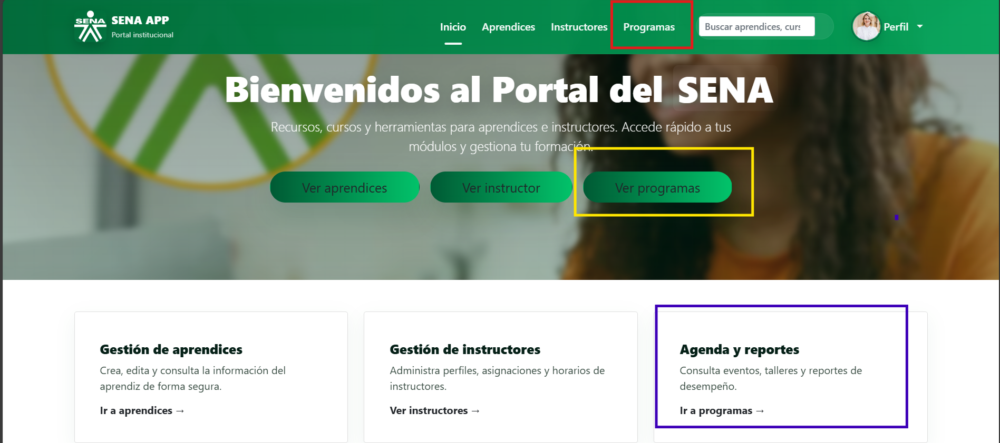 SENA
SENA APP
Portal institucional
Inicio
Aprendices
Instructores
Programas
Buscar aprendices, curs
Perfil
Bienvenidos al Portal del SENA
Recursos, cursos y herramientas para aprendices e instructores. Accede rápido a tus
módulos y gestiona tu formación.
Ver aprendices
Ver instructor
Ver programas
Gestión de aprendices
Crea, edita y consulta la información del
aprendiz de forma segura.
Ir a aprendices →
Gestión de instructores
Administra perfiles, asignaciones y horarios de
instructores.
Ver instructores →
Agenda y reportes
Consulta eventos, talleres y reportes de
desempeño.
Ir a programas →